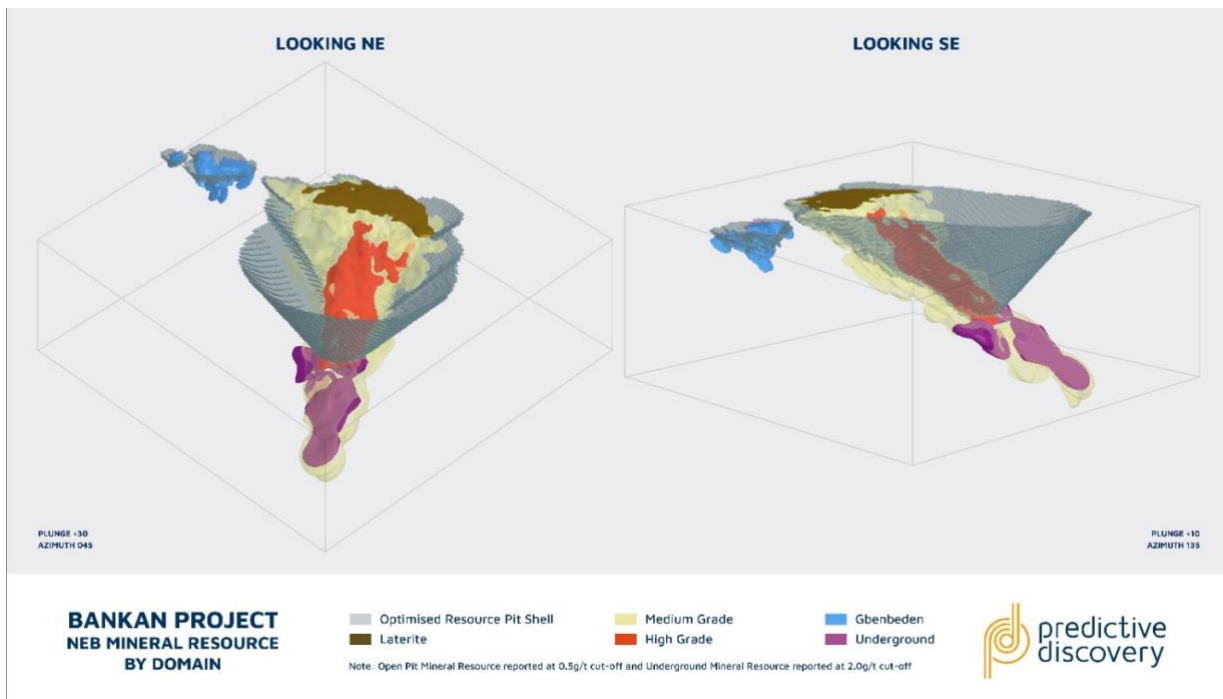 LOOKING NE
LOOKING SE
PLUNGE +30
AZIMUTH 045
PLUNGE +10
AZIMUTH 135
BANKAN PROJECT
NEB MINERAL RESOURCE
BY DOMAIN
Optimised Resource Pit Shell
Medium Grade
Gbenbeden
Laterite
High Grade
Underground
Note: Open Pit Mineral Resource reported at 0.5g/t cut-off and Underground Mineral Resource reported at 2.0g/t cut-off
predictive
discovery